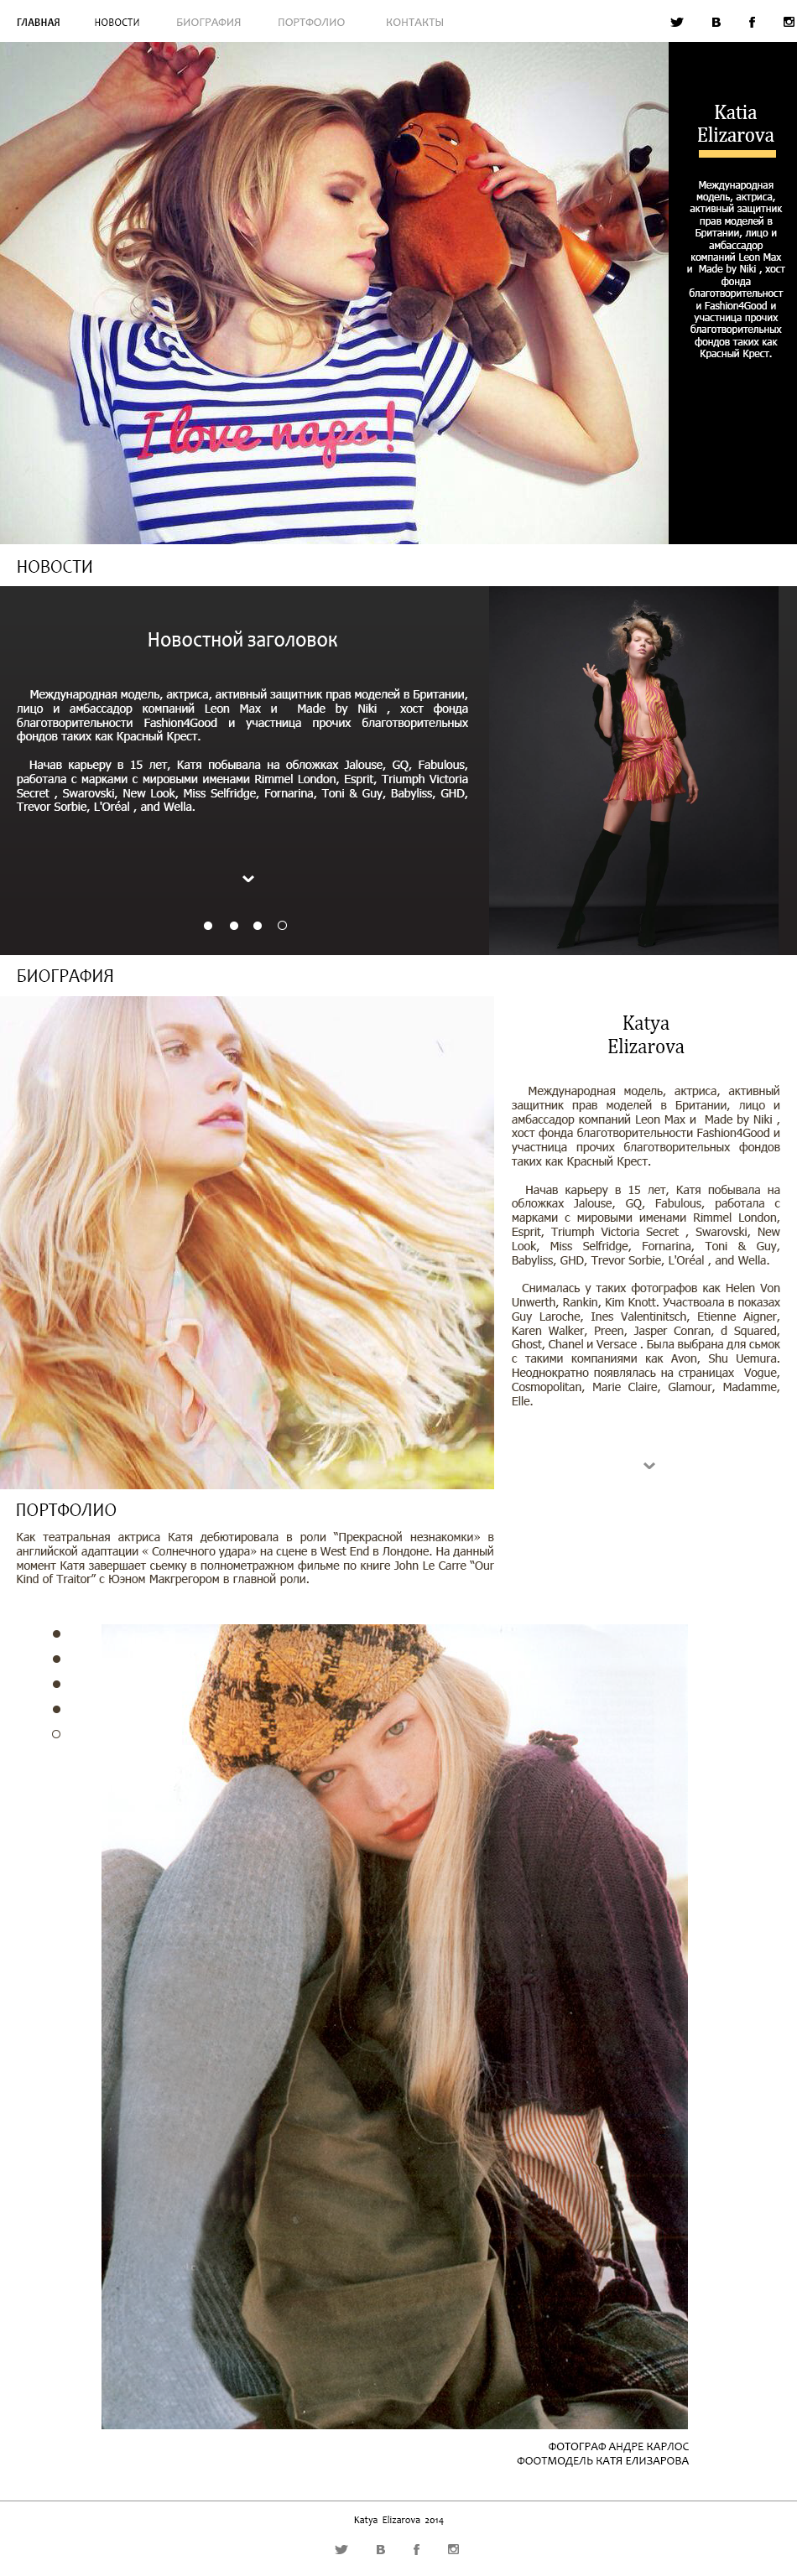 ГЛАВНАЯ НОВОСТИ БИОГРАФИЯ ПОРТФОЛИО КОНТАКТЫ
Katia
Elizarova
Международная
модель, актриса,
активный защитник
прав моделей в
Британии, лицо и
амбассадор
компаний Leon Max
и Made by Niki , хост
фонда
благотворительност
и Fashion4Good и
участница прочих
благотворительных
фондов таких как
Красный Крест.
I love naps!
НОВОСТИ
Новостной заголовок
Международная модель, актриса, активный защитник прав моделей в Британии,
лицо и амбассадор компаний Leon Max и Made by Niki , хост фонда
благотворительности Fashion4Good и участница прочих благотворительных
фондов таких как Красный Крест.
Начав карьеру в 15 лет, Катя побывала на обложках Jalouse, GQ, Fabulous,
работала с марками с мировыми именами Rimmel London, Esprit, Triumph Victoria
Secret , Swarovski, New Look, Miss Selfridge, Fornarina, Toni & Guy, Babyliss, GHD,
Trevor Sorbie, L'Oréal , and Wella.
БИОГРАФИЯ
Katya
Elizarova
Международная модель, актриса, активный
защитник прав моделей в Британии, лицо и
амбассадор компаний Leon Max и Made by Niki ,
хост фонда благотворительности Fashion4Good и
участница прочих благотворительных фондов
таких как Красный Крест.
Начав карьеру в 15 лет, Катя побывала на
обложках Jalouse, GQ, Fabulous, работала с
марками с мировыми именами Rimmel London,
Esprit, Triumph Victoria Secret , Swarovski, New
Look, Miss Selfridge, Fornarina, Toni & Guy,
Babyliss, GHD, Trevor Sorbie, L'Oréal , and Wella.
Снималась у таких фотографов как Helen Von
Unwerth, Rankin, Kim Knott. Участвоала в показах
Guy Laroche, Ines Valentinitsch, Etienne Aigner,
Karen Walker, Preen, Jasper Conran, d Squared,
Ghost, Chanel и Versace . Была выбрана для сьмок
с такими компаниями как Avon, Shu Uemura.
Неоднократно появлялась на страницах Vogue,
Cosmopolitan, Marie Claire, Glamour, Madamme,
Elle.
ПОРТФОЛИО
Как театральная актриса Катя дебютировала в роли “Прекрасной незнакомки» в
английской адаптации « Солнечного удара» на сцене в West End в Лондоне. На данный
момент Катя завершает сьемку в полнометражном фильме по книге John Le Carre “Our
Kind of Traitor” с Юэном Макгрегором в главной роли.
ФОТОГРАФ АНДРЕ КАРЛОС
ФООТМОДЕЛЬ КАТЯ ЕЛИЗАРОВА
Katya Elizarova 2014